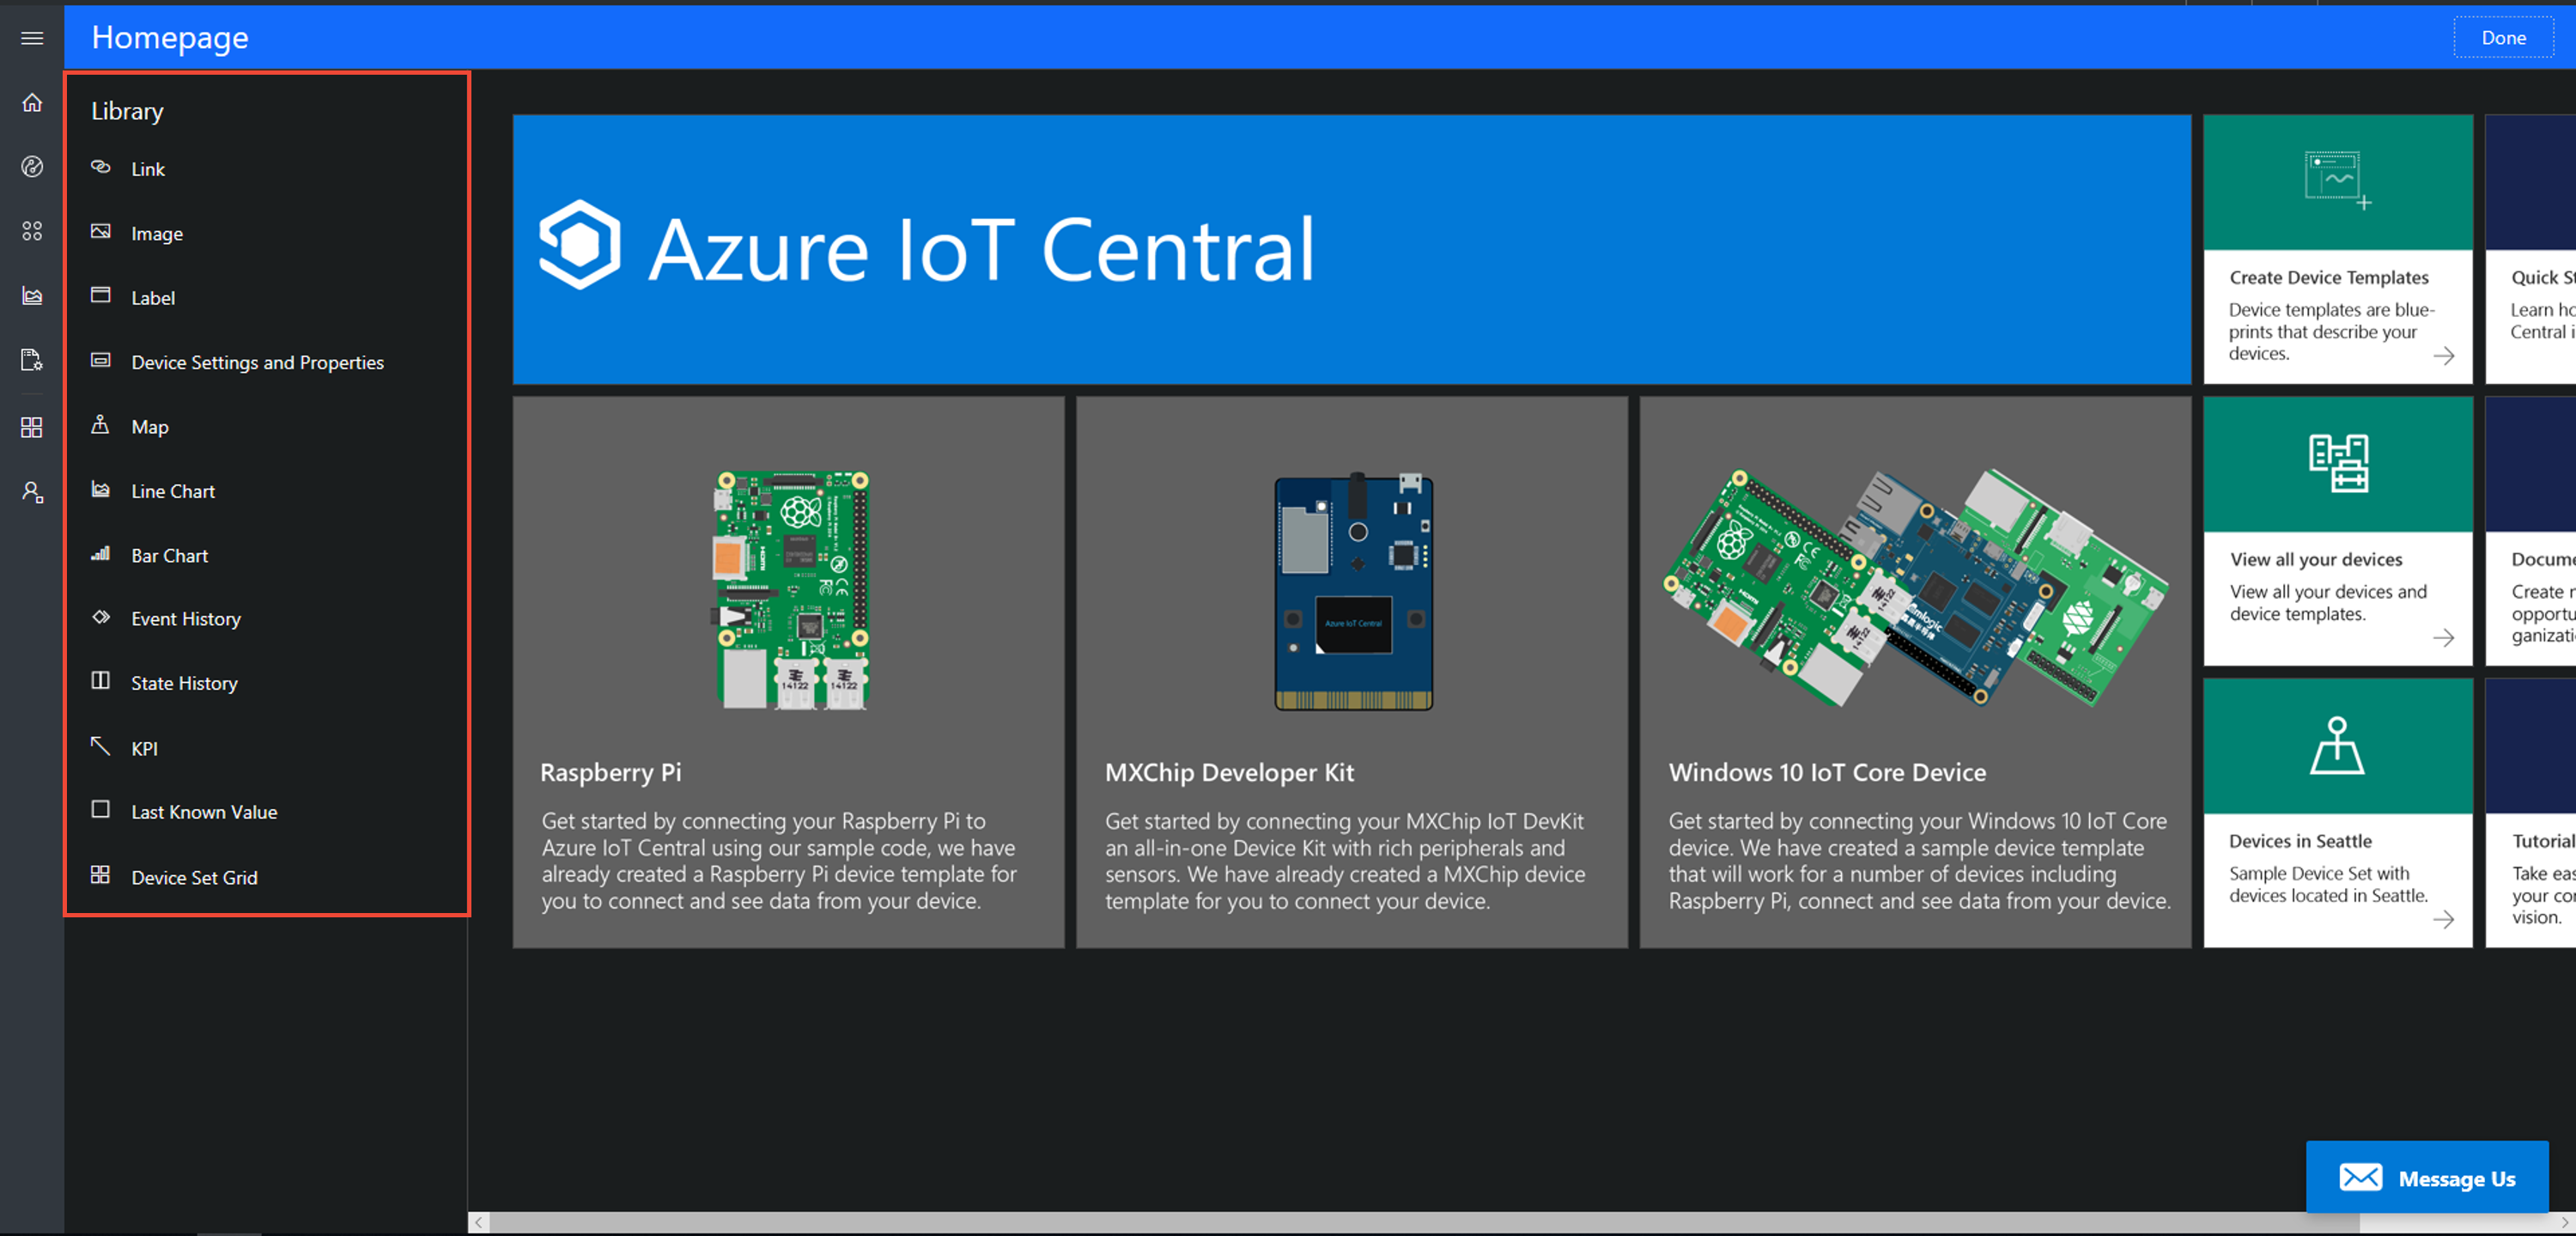 Homepage
Done
Library
Link
Image
Label
Device Settings and Properties
Map
Line Chart
Bar Chart
Event History
State History
KPI
Last Known Value
Device Set Grid
Azure IoT Central
Raspberry Pi
Get started by connecting your Raspberry Pi to
Azure IoT Central using our sample code, we have
already created a Raspberry Pi device template for
you to connect and see data from your device.
Azure IoT Central
MXChip Developer Kit
Get started by connecting your MXChip IoT DevKit
an all-in-one Device Kit with rich peripherals and
sensors. We have already created a MXChip device
template for you to connect your device.
Windows 10 IoT Core Device
Get started by connecting your Windows 10 IoT Core
device. We have created a sample device template
that will work for a number of devices including
Raspberry Pi, connect and see data from your device.
Create Device Templates
Device templates are blue-
prints that describe your
devices.
View all your devices
View all your devices and
device templates.
Devices in Seattle
Sample Device Set with
devices located in Seattle.
Quick St
Learn ho
Central i
Docume
Create n
opportu
ganizati
Tutorial
Take eas
your co
vision.
Message Us